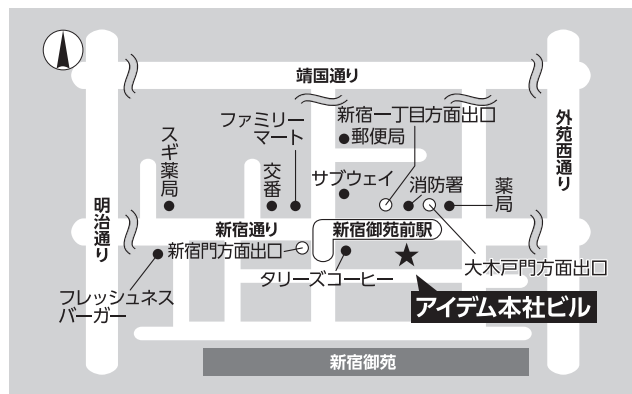 靖国通り
新宿一丁目方面出口
ファミリー
マート
郵便局
外苑西通り
スギ薬局
交番
サブウェイ
消防署
薬局
明治通り
新宿通り
新宿御苑前駅
新宿門方面出口
大木戸門方面出口
タリーズコーヒー
フレッシュネス
バーガー
アイデム本社ビル
新宿御苑